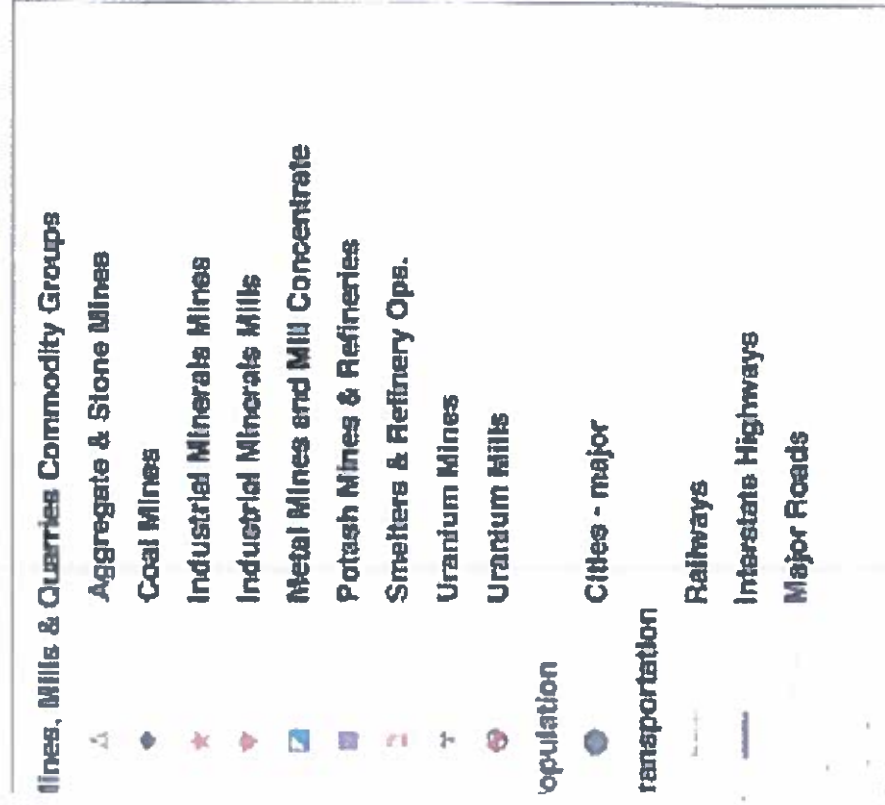 lines, Mills & Quarries Commodity Groups
Aggregate & Stone Mines
Coal Mines
Industrial Minerals Mines
Industrial Minerals Mills
Metal Mines and Mill Concentrate
Potash Mines & Refineries
Smelters & Refinery Ops.
Uranium Mines
Uranium Mills
opulation
Cities - major
ransportation
Railways
Interstate Highways
Major Roads